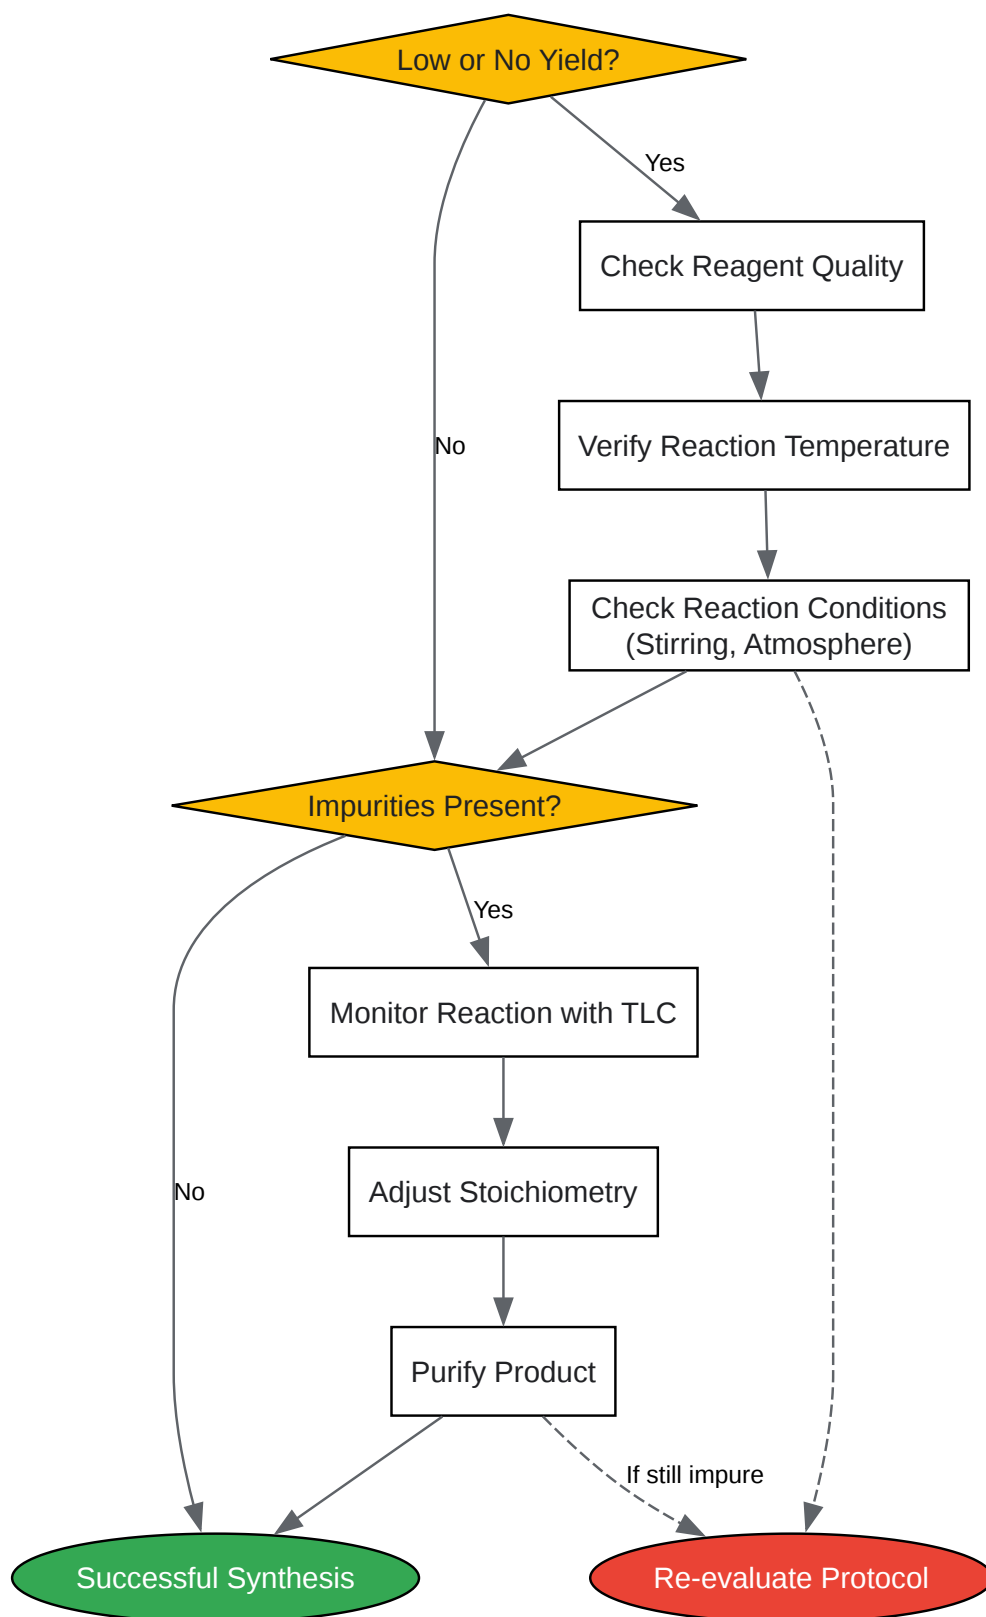 Low or No Yield?
Yes
Check Reagent Quality
No
Verify Reaction Temperature
Check Reaction Conditions
(Stirring, Atmosphere)
Impurities Present?
Yes
Monitor Reaction with TLC
No
Adjust Stoichiometry
Purify Product
If still impure
Successful Synthesis
Re-evaluate Protocol